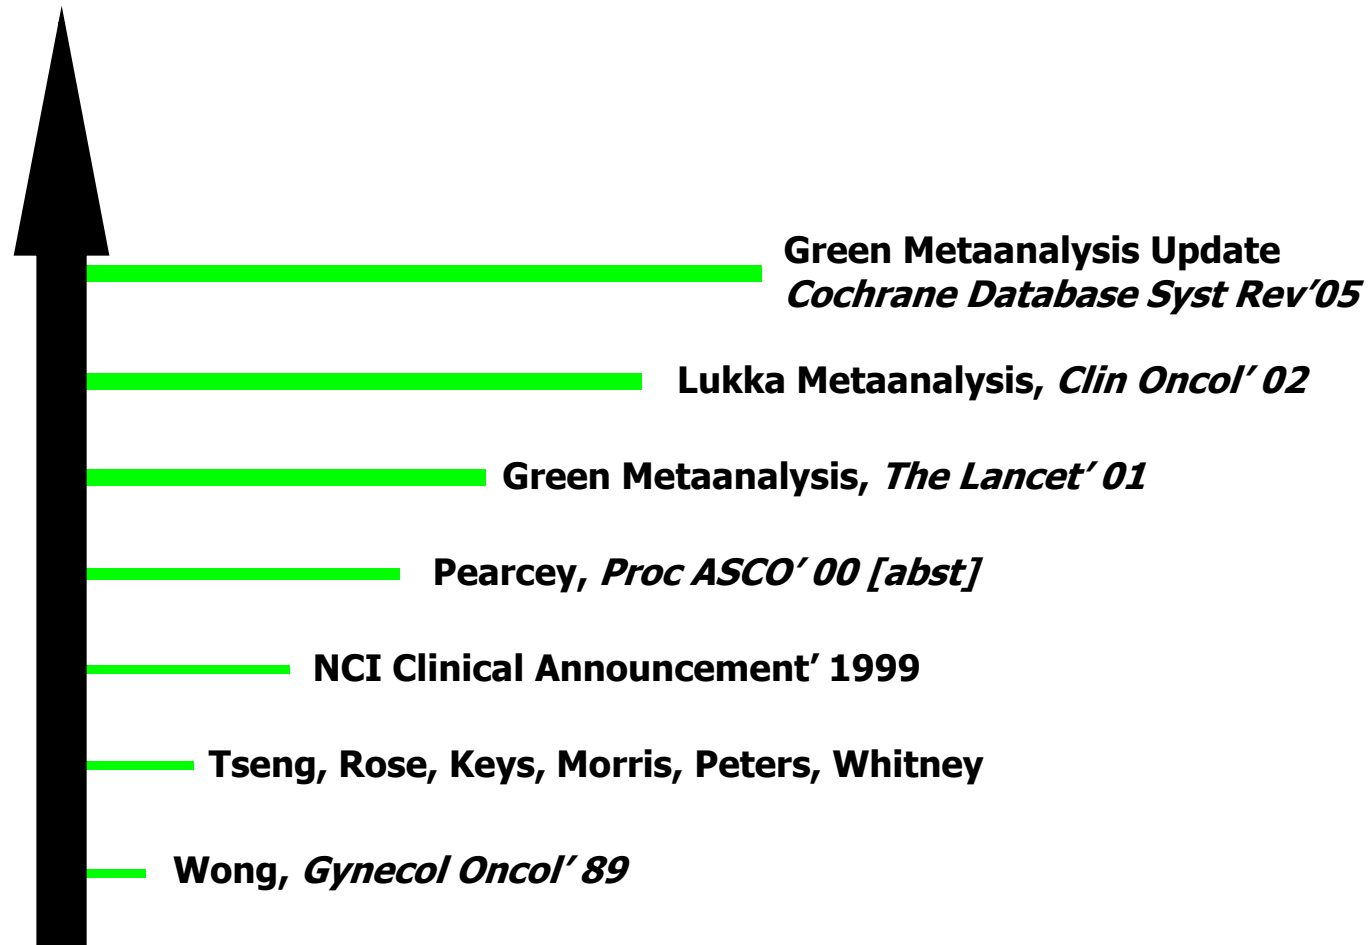 Green Metaanalysis Update
Cochrane Database Syst Rev’05
Lukka Metaanalysis, Clin Oncol’ 02
Green Metaanalysis, The Lancet’ 01
Pearcey, Proc ASCO’ 00 [abst]
NCI Clinical Announcement’ 1999
Tseng, Rose, Keys, Morris, Peters, Whitney
Wong, Gynecol Oncol’ 89